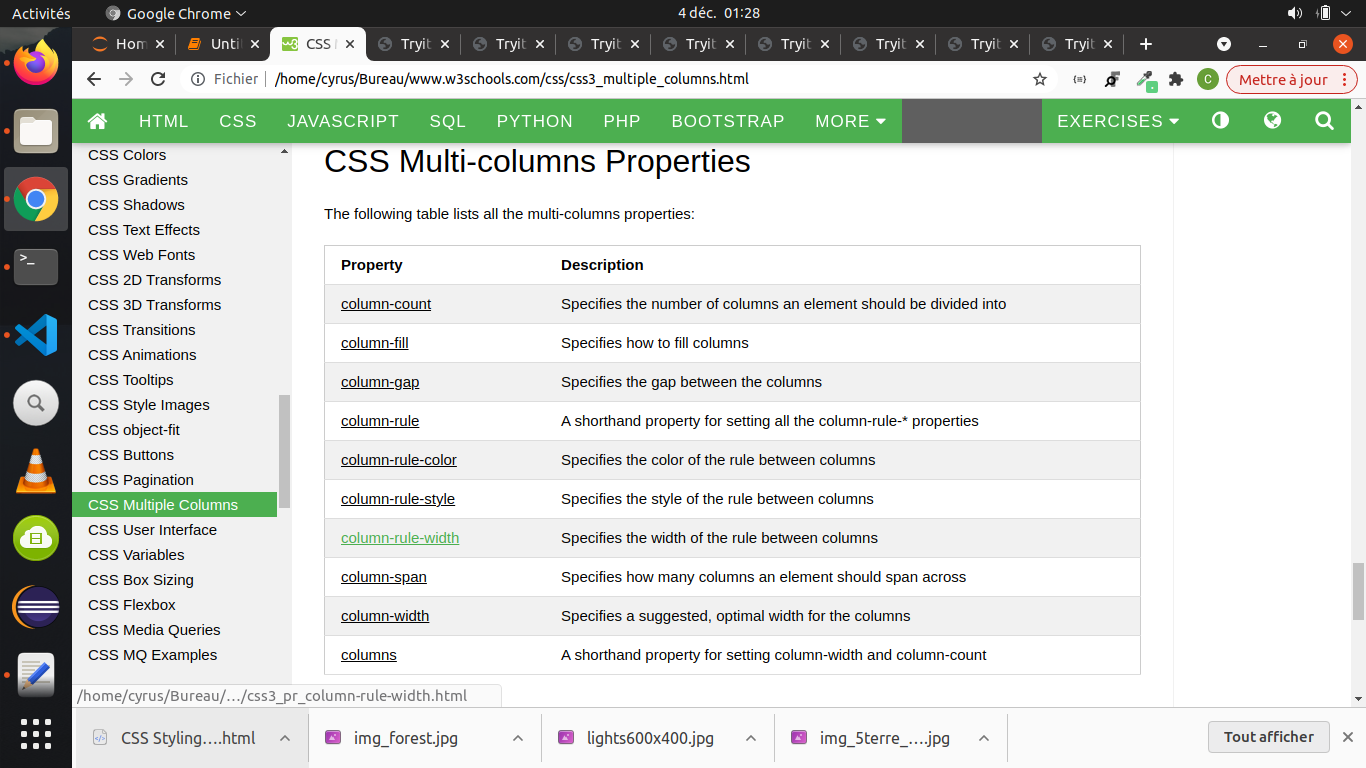 Activités
Google Chrome
4 déc. 01:28
Hom
Unti
CSS
Tryit
Tryit
Tryit
Tryit
Tryit
Tryit
Tryit
Tryit
Fichier
/home/cyrus/Bureau/www.w3schools.com/css/css3_multiple_columns.html
C
Mettre à jour
HTML
CSS
JAVASCRIPT
SQL
PYTHON
PHP
BOOTSTRAP
MORE
EXERCISES
CSS Colors
CSS Gradients
CSS Shadows
CSS Text Effects
CSS Web Fonts
CSS 2D Transforms
CSS 3D Transforms
CSS Transitions
CSS Animations
CSS Tooltips
CSS Style Images
CSS object-fit
CSS Buttons
CSS Pagination
CSS Multiple Columns
CSS User Interface
CSS Variables
CSS Box Sizing
CSS Flexbox
CSS Media Queries
CSS MQ Examples
CSS Multi-columns Properties
The following table lists all the multi-columns properties:
Property Description
column-count Specifies the number of columns an element should be divided into
column-fill Specifies how to fill columns
column-gap Specifies the gap between the columns
column-rule A shorthand property for setting all the column-rule-* properties
column-rule-color Specifies the color of the rule between columns
column-rule-style Specifies the style of the rule between columns
column-rule-width Specifies the width of the rule between columns
column-span Specifies how many columns an element should span across
column-width Specifies a suggested, optimal width for the columns
columns A shorthand property for setting column-width and column-count
/home/cyrus/Bureau/…/css3_pr_column-rule-width.html
CSS Styling….html
img_forest.jpg
lights600x400.jpg
img_5terre_….jpg
Tout afficher